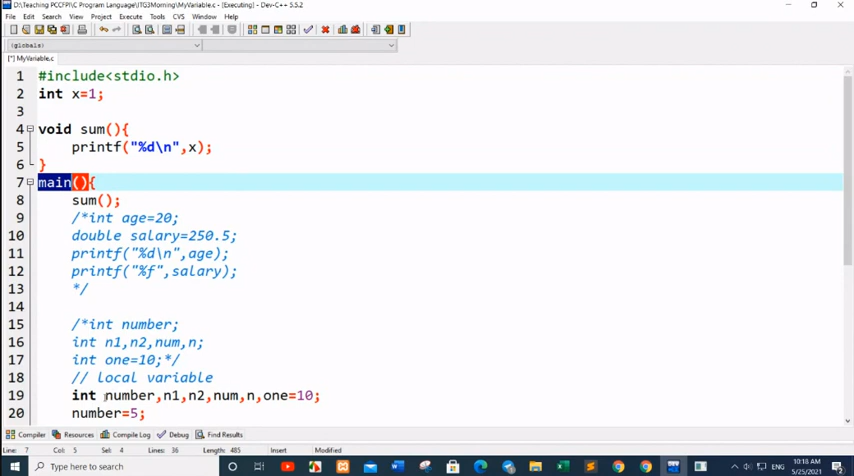 D:\Teaching PCCFP\C Program Language\ITG3Morning\MyVariable.c - [Executing] - Dev-C++ 5.5.2
File Edit Search View Project Execute Tools CVS Window Help
(globals)
[*] MyVariable.c
1 #include<stdio.h>
2 int x=1;
3
4 void sum(){
5 printf("%d\n",x);
6 }
7 main(){
8 sum();
9 /*int age=20;
10 double salary=250.5;
11 printf("%d\n",age);
12 printf("%f",salary);
13 */
14
15 /*int number;
16 int n1,n2,num,n;
17 int one=10;*/
18 // local variable
19 int number,n1,n2,num,n,one=10;
20 number=5;
Compiler Resources Compile Log Debug Find Results
Line: 7 Col: 5 Sel: 4 Lines: 36 Length: 485 Insert Modified
Type here to search
ENG
10:18 AM
5/25/2021